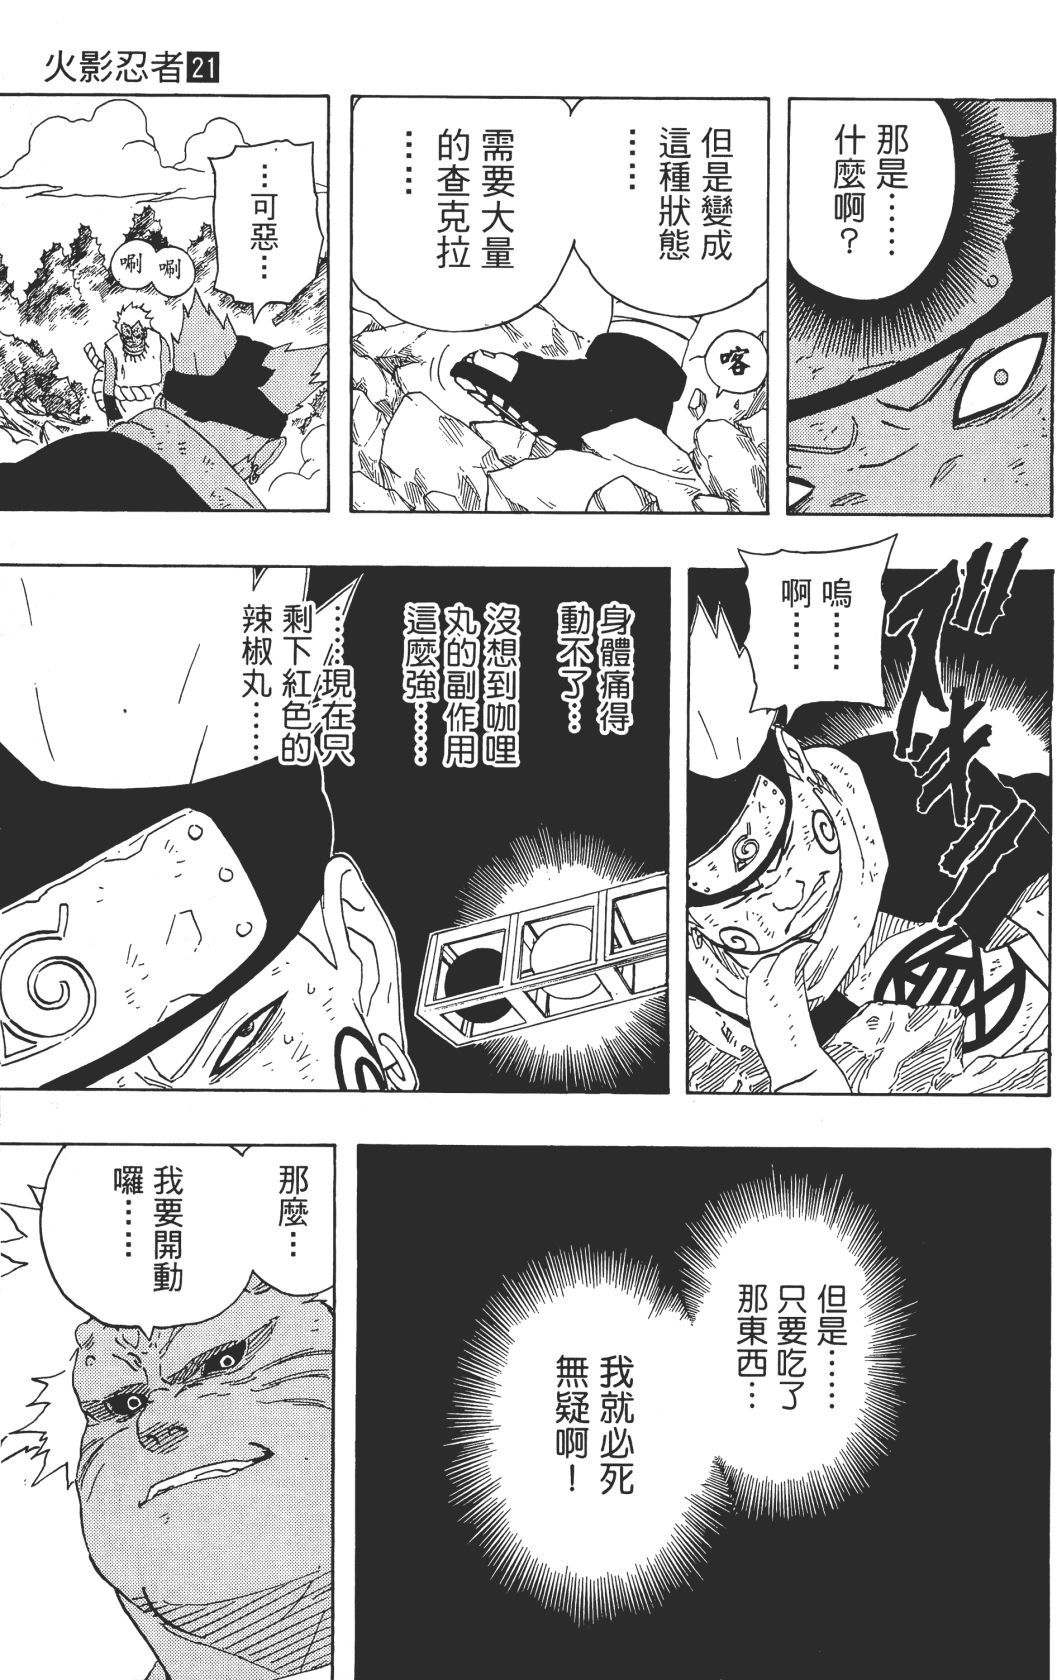 火影忍者21
那是……
什麼啊？
但是變成
這種狀態
……
需要大量
的查克拉
……
喀
…可惡…
唰
唰
嗚……
啊……
身體痛得
動不了…
沒想到咖哩
丸的副作用
這麼強……
……現在只
剩下紅色的
辣椒丸……
但是……
只要吃了
那東西…
我就必死
無疑啊！
那麼…
我要開動
囉……